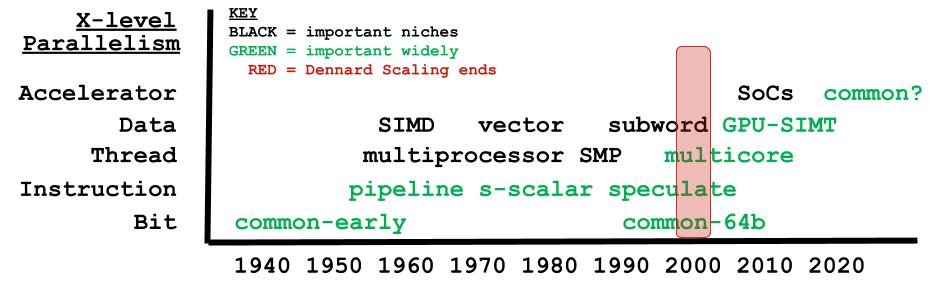 X-level
Parallelism
KEY
BLACK = important niches
GREEN = important widely
RED = Dennard Scaling ends
Accelerator SoCs common?
Data SIMD vector subword GPU-SIMT
Thread multiprocessor SMP multicore
Instruction pipeline s-scalar speculate
Bit common-early common-64b
1940 1950 1960 1970 1980 1990 2000 2010 2020